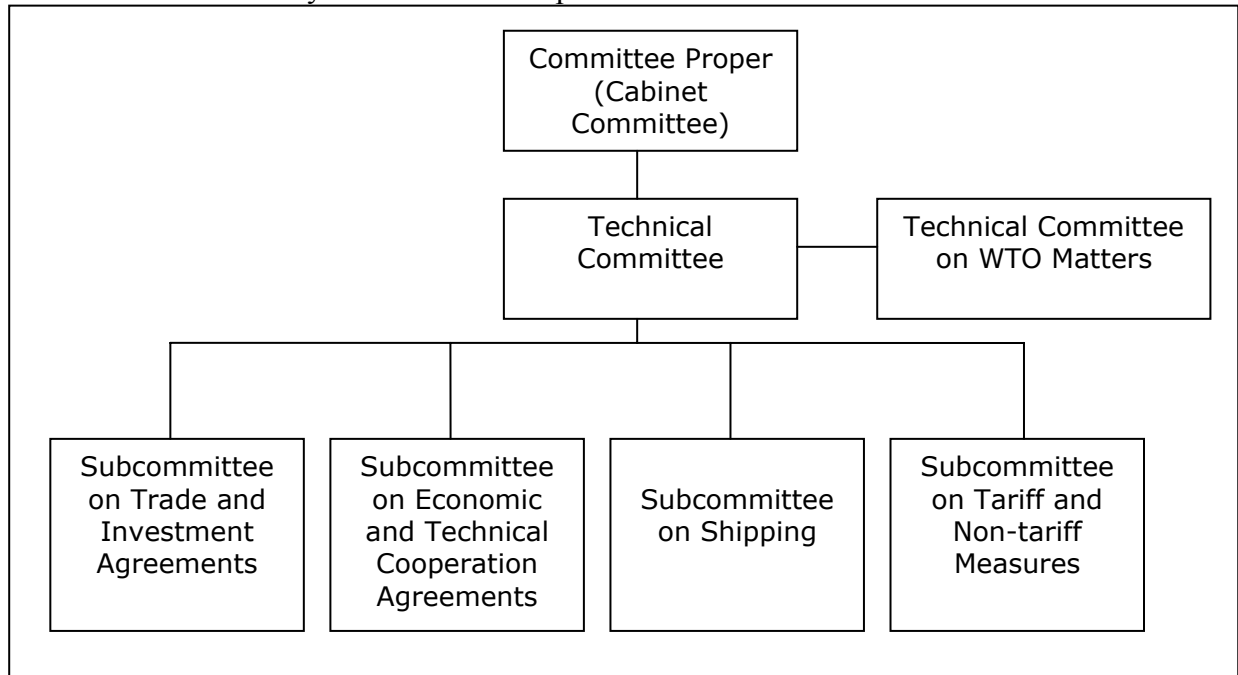 Committee Proper
(Cabinet
Committee)
Technical
Committee
Technical Committee
on WTO Matters
Subcommittee
on Trade and
Investment
Agreements
Subcommittee
on Economic
and Technical
Cooperation
Agreements
Subcommittee
on Shipping
Subcommittee
on Tariff and
Non-tariff
Measures